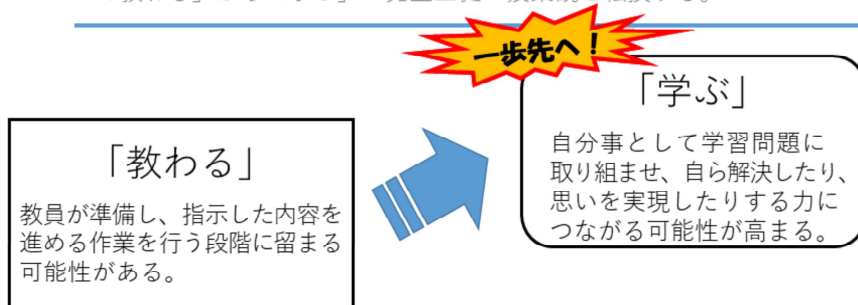 一歩先へ！
「学ぶ」
自分事として学習問題に
取り組ませ、自ら解決したり、
思いを実現したりする力に
つながる可能性が高まる。
「教わる」
教員が準備し、指示した内容を
進める作業を行う段階に留まる
可能性がある。